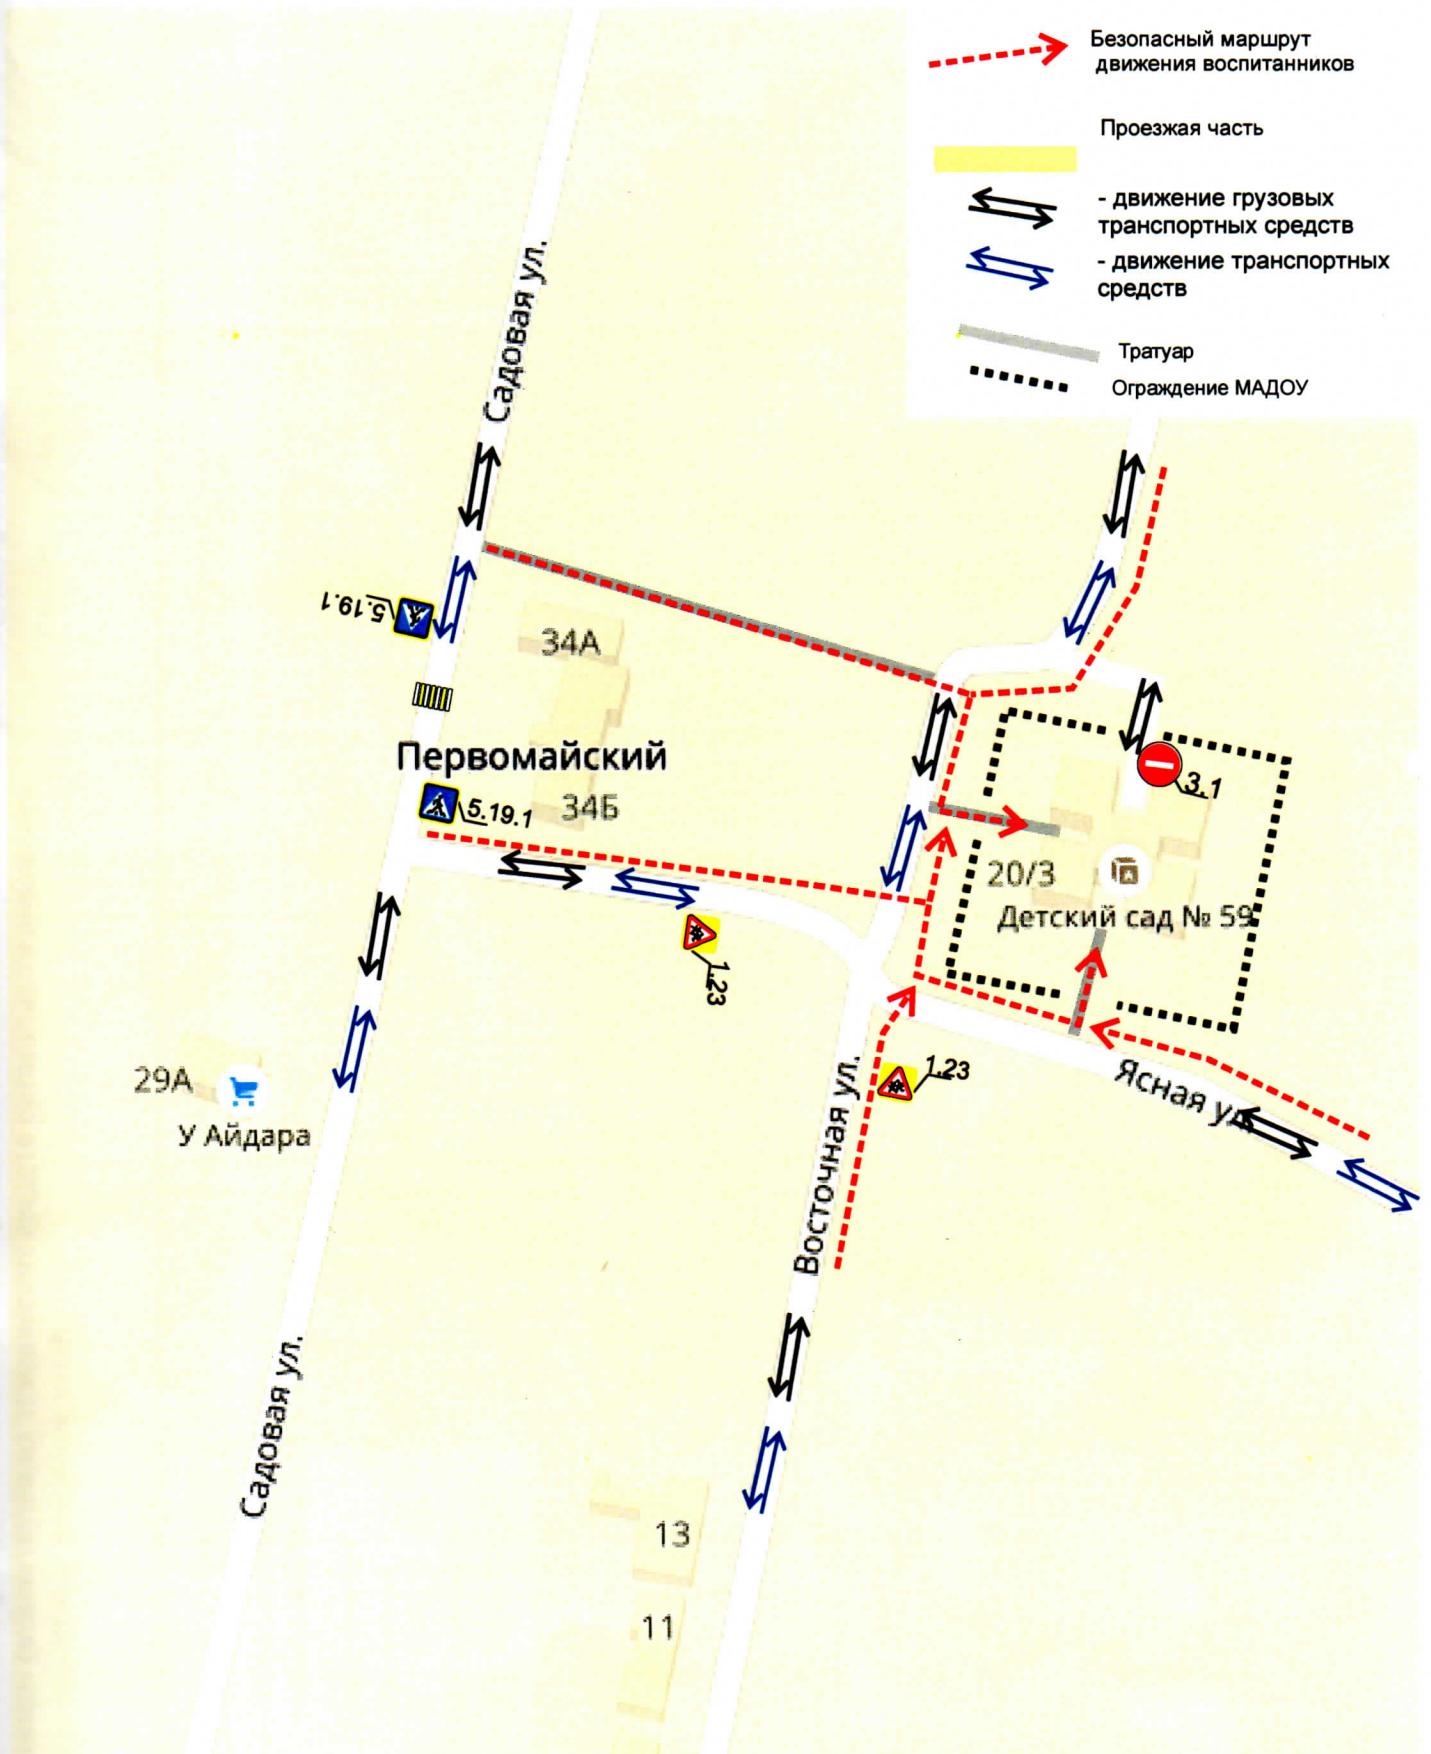 Безопасный маршрут
движения воспитанников
Проезжая часть
- движение грузовых
транспортных средств
- движение транспортных
средств
Тратуар
Ограждение МАДОУ
Садовая ул.
5.19.1
34А
Первомайский
34Б
5.19.1
3.1
20/3
Детский сад № 59
1.23
29А
У Айдара
1.23
Ясная ул.
Восточная ул.
Садовая ул.
13
11